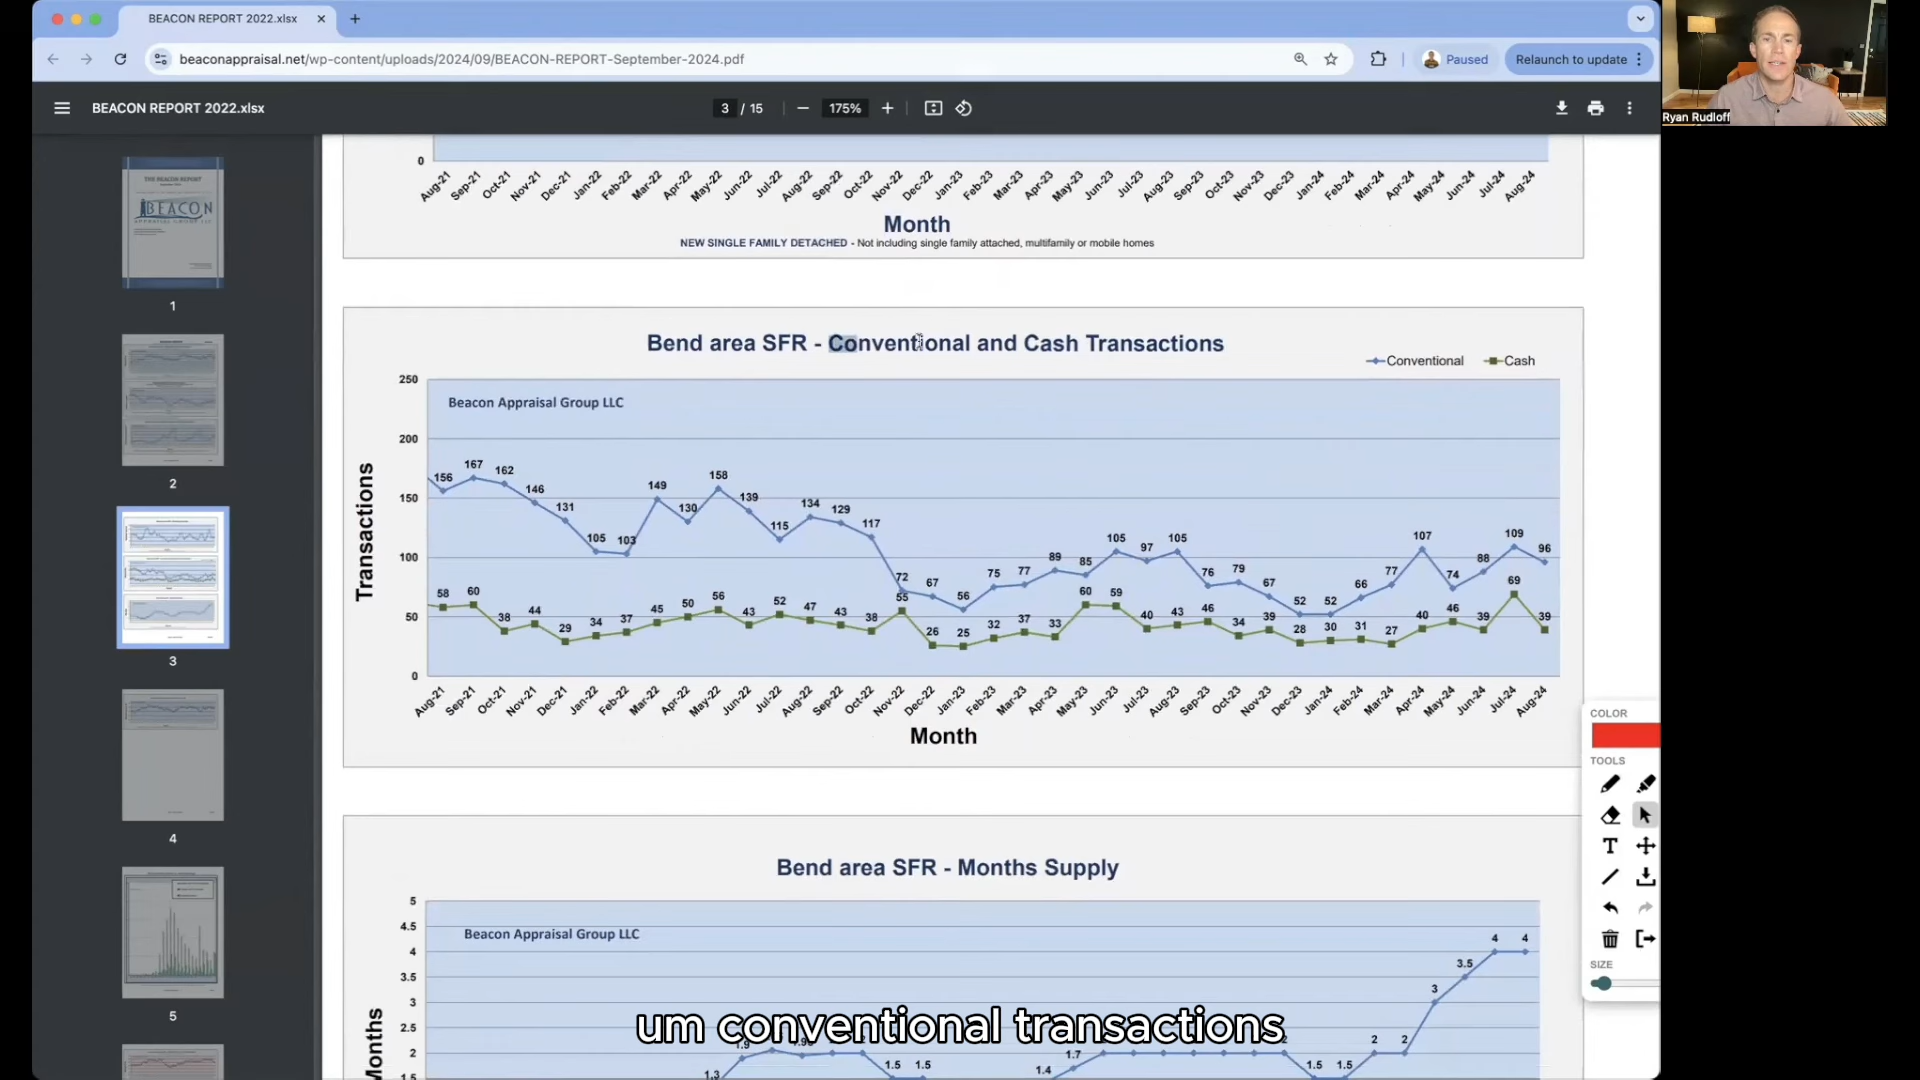 BEACON REPORT 2022.xlsx
beaconappraisal.net/wp-content/uploads/2024/09/BEACON-REPORT-September-2024.pdf
Paused
Relaunch to update
Ryan Rudloff
BEACON REPORT 2022.xlsx
3 / 15
175%
THE BEACON REPORT
BEACON
1
2
3
4
5
0
Aug-21 Sep-21 Oct-21 Nov-21 Dec-21 Jan-22 Feb-22 Mar-22 Apr-22 May-22 Jun-22 Jul-22 Aug-22 Sep-22 Oct-22 Nov-22 Dec-22 Jan-23 Feb-23 Mar-23 Apr-23 May-23 Jun-23 Jul-23 Aug-23 Sep-23 Oct-23 Nov-23 Dec-23 Jan-24 Feb-24 Mar-24 Apr-24 May-24 Jun-24 Jul-24 Aug-24
Month
NEW SINGLE FAMILY DETACHED - Not including single family attached, multifamily or mobile homes
Bend area SFR - Conventional and Cash Transactions
Conventional Cash
Beacon Appraisal Group LLC
Transactions
250
200
150
100
50
0
156 167 162 146 131 105 103 149 130 158 139 115 134 129 117 72 67 56 75 77 89 85 105 97 105 76 79 67 52 52 66 77 107 74 88 109 96
58 60 38 44 29 34 37 45 50 56 43 52 47 43 38 55 26 25 32 37 33 60 59 40 43 46 34 39 28 30 31 27 40 46 39 69 39
Aug-21 Sep-21 Oct-21 Nov-21 Dec-21 Jan-22 Feb-22 Mar-22 Apr-22 May-22 Jun-22 Jul-22 Aug-22 Sep-22 Oct-22 Nov-22 Dec-22 Jan-23 Feb-23 Mar-23 Apr-23 May-23 Jun-23 Jul-23 Aug-23 Sep-23 Oct-23 Nov-23 Dec-23 Jan-24 Feb-24 Mar-24 Apr-24 May-24 Jun-24 Jul-24 Aug-24
Month
Bend area SFR - Months Supply
Beacon Appraisal Group LLC
Months
5
4.5
4
3.5
3
2.5
2
1.5
1.3 1.9 1.5 1.5 1.4 1.7 2 1.5 1.5 2 2 3 3.5 4 4
um conventional transactions
COLOR
TOOLS
T
SIZE